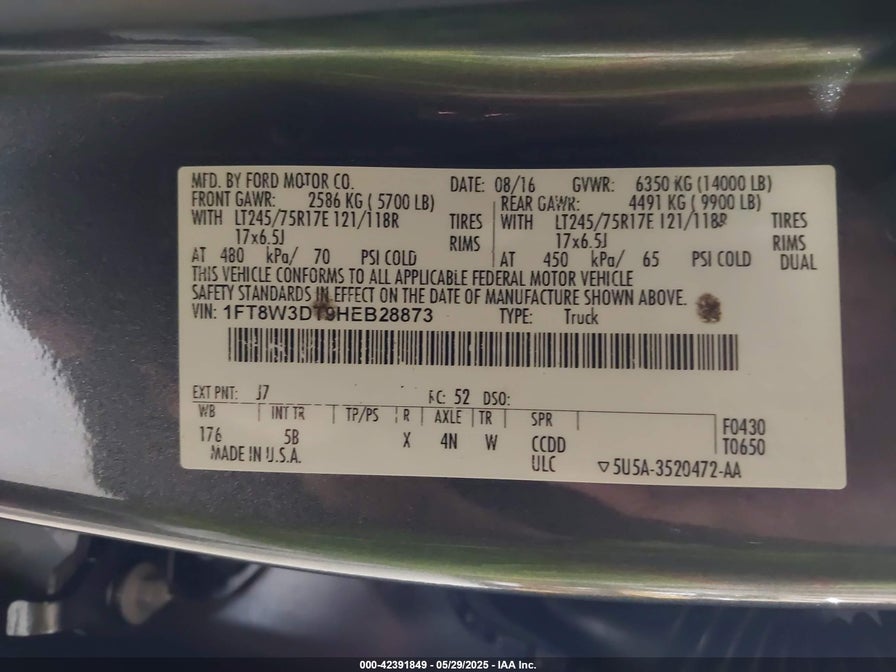 MFD. BY FORD MOTOR CO. DATE: 08/16 GVWR: 6350 KG (14000 LB)
FRONT GAWR: 2586 KG ( 5700 LB) REAR GAWR: 4491 KG ( 9900 LB)
WITH LT245/75R17E 121/118R TIRES WITH LT245/75R17E 121/118R TIRES
17x6.5J RIMS 17x6.5J RIMS
AT 480 kPa/ 70 PSI COLD AT 450 kPa/ 65 PSI COLD DUAL
THIS VEHICLE CONFORMS TO ALL APPLICABLE FEDERAL MOTOR VEHICLE
SAFETY STANDARDS IN EFFECT ON THE DATE OF MANUFACTURE SHOWN ABOVE.
VIN: 1FT8W3DT9HEB28873 TYPE: Truck
EXT PNT: J7 RC: 52 DSO:
WB INT TR TP/PS R AXLE TR SPR F0430
176 5B X 4N W CCDD T0650
MADE IN U.S.A. ULC 5U5A-3520472-AA
000-42391849 - 05/29/2025 - IAA Inc.